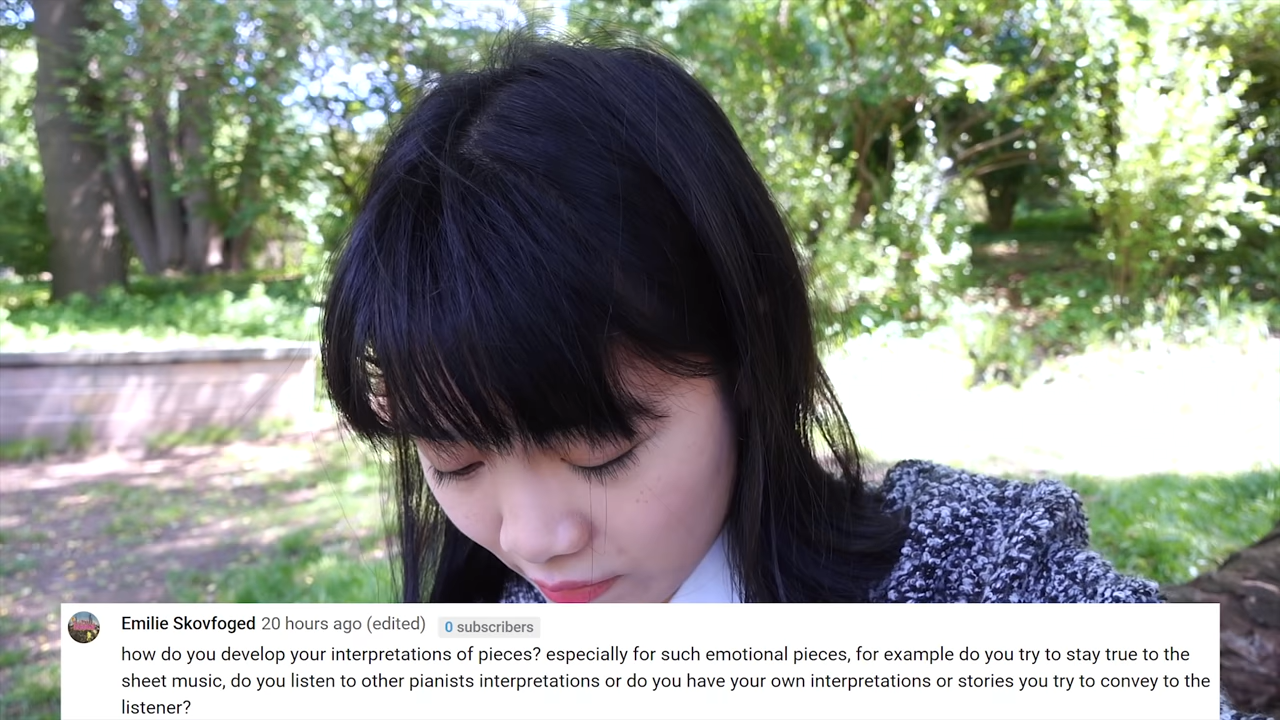 Emilie Skovfoged 20 hours ago (edited) 0 subscribers
how do you develop your interpretations of pieces? especially for such emotional pieces, for example do you try to stay true to the
sheet music, do you listen to other pianists interpretations or do you have your own interpretations or stories you try to convey to the
listener?